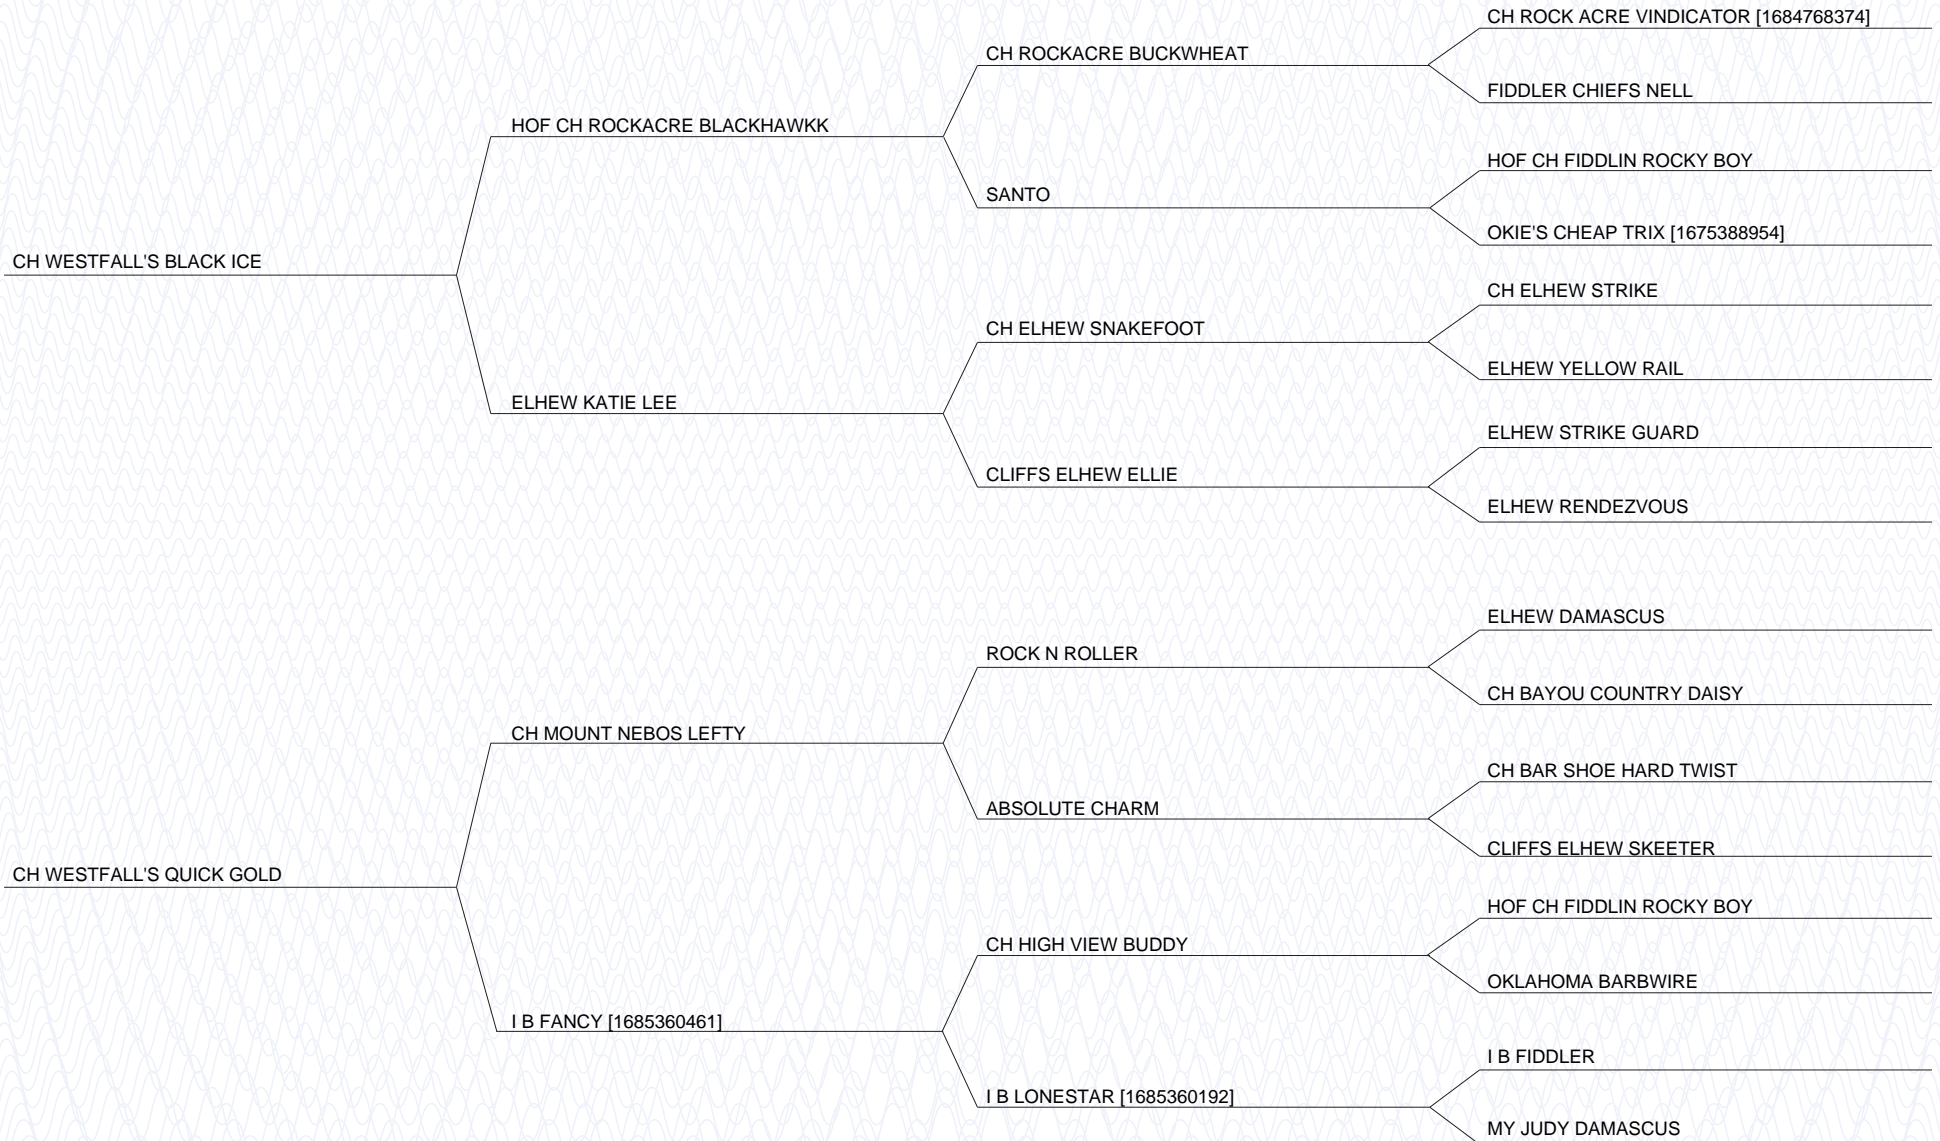 CH ROCK ACRE VINDICATOR [1684768374]
CH ROCKACRE BUCKWHEAT
FIDDLER CHIEFS NELL
HOF CH ROCKACRE BLACKHAWKK
HOF CH FIDDLIN ROCKY BOY
SANTO
OKIE'S CHEAP TRIX [1675388954]
CH WESTFALL'S BLACK ICE
CH ELHEW STRIKE
CH ELHEW SNAKEFOOT
ELHEW YELLOW RAIL
ELHEW KATIE LEE
ELHEW STRIKE GUARD
CLIFFS ELHEW ELLIE
ELHEW RENDEZVOUS
ELHEW DAMASCUS
ROCK N ROLLER
CH BAYOU COUNTRY DAISY
CH MOUNT NEBOS LEFTY
CH BAR SHOE HARD TWIST
ABSOLUTE CHARM
CLIFFS ELHEW SKEETER
CH WESTFALL'S QUICK GOLD
HOF CH FIDDLIN ROCKY BOY
CH HIGH VIEW BUDDY
OKLAHOMA BARBWIRE
I B FANCY [1685360461]
I B FIDDLER
I B LONESTAR [1685360192]
MY JUDY DAMASCUS